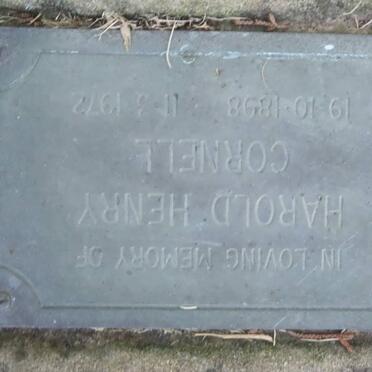 IN LOVING MEMORY OF
HAROLD HENRY
CORNELL
19·10·1898 11·3·1972